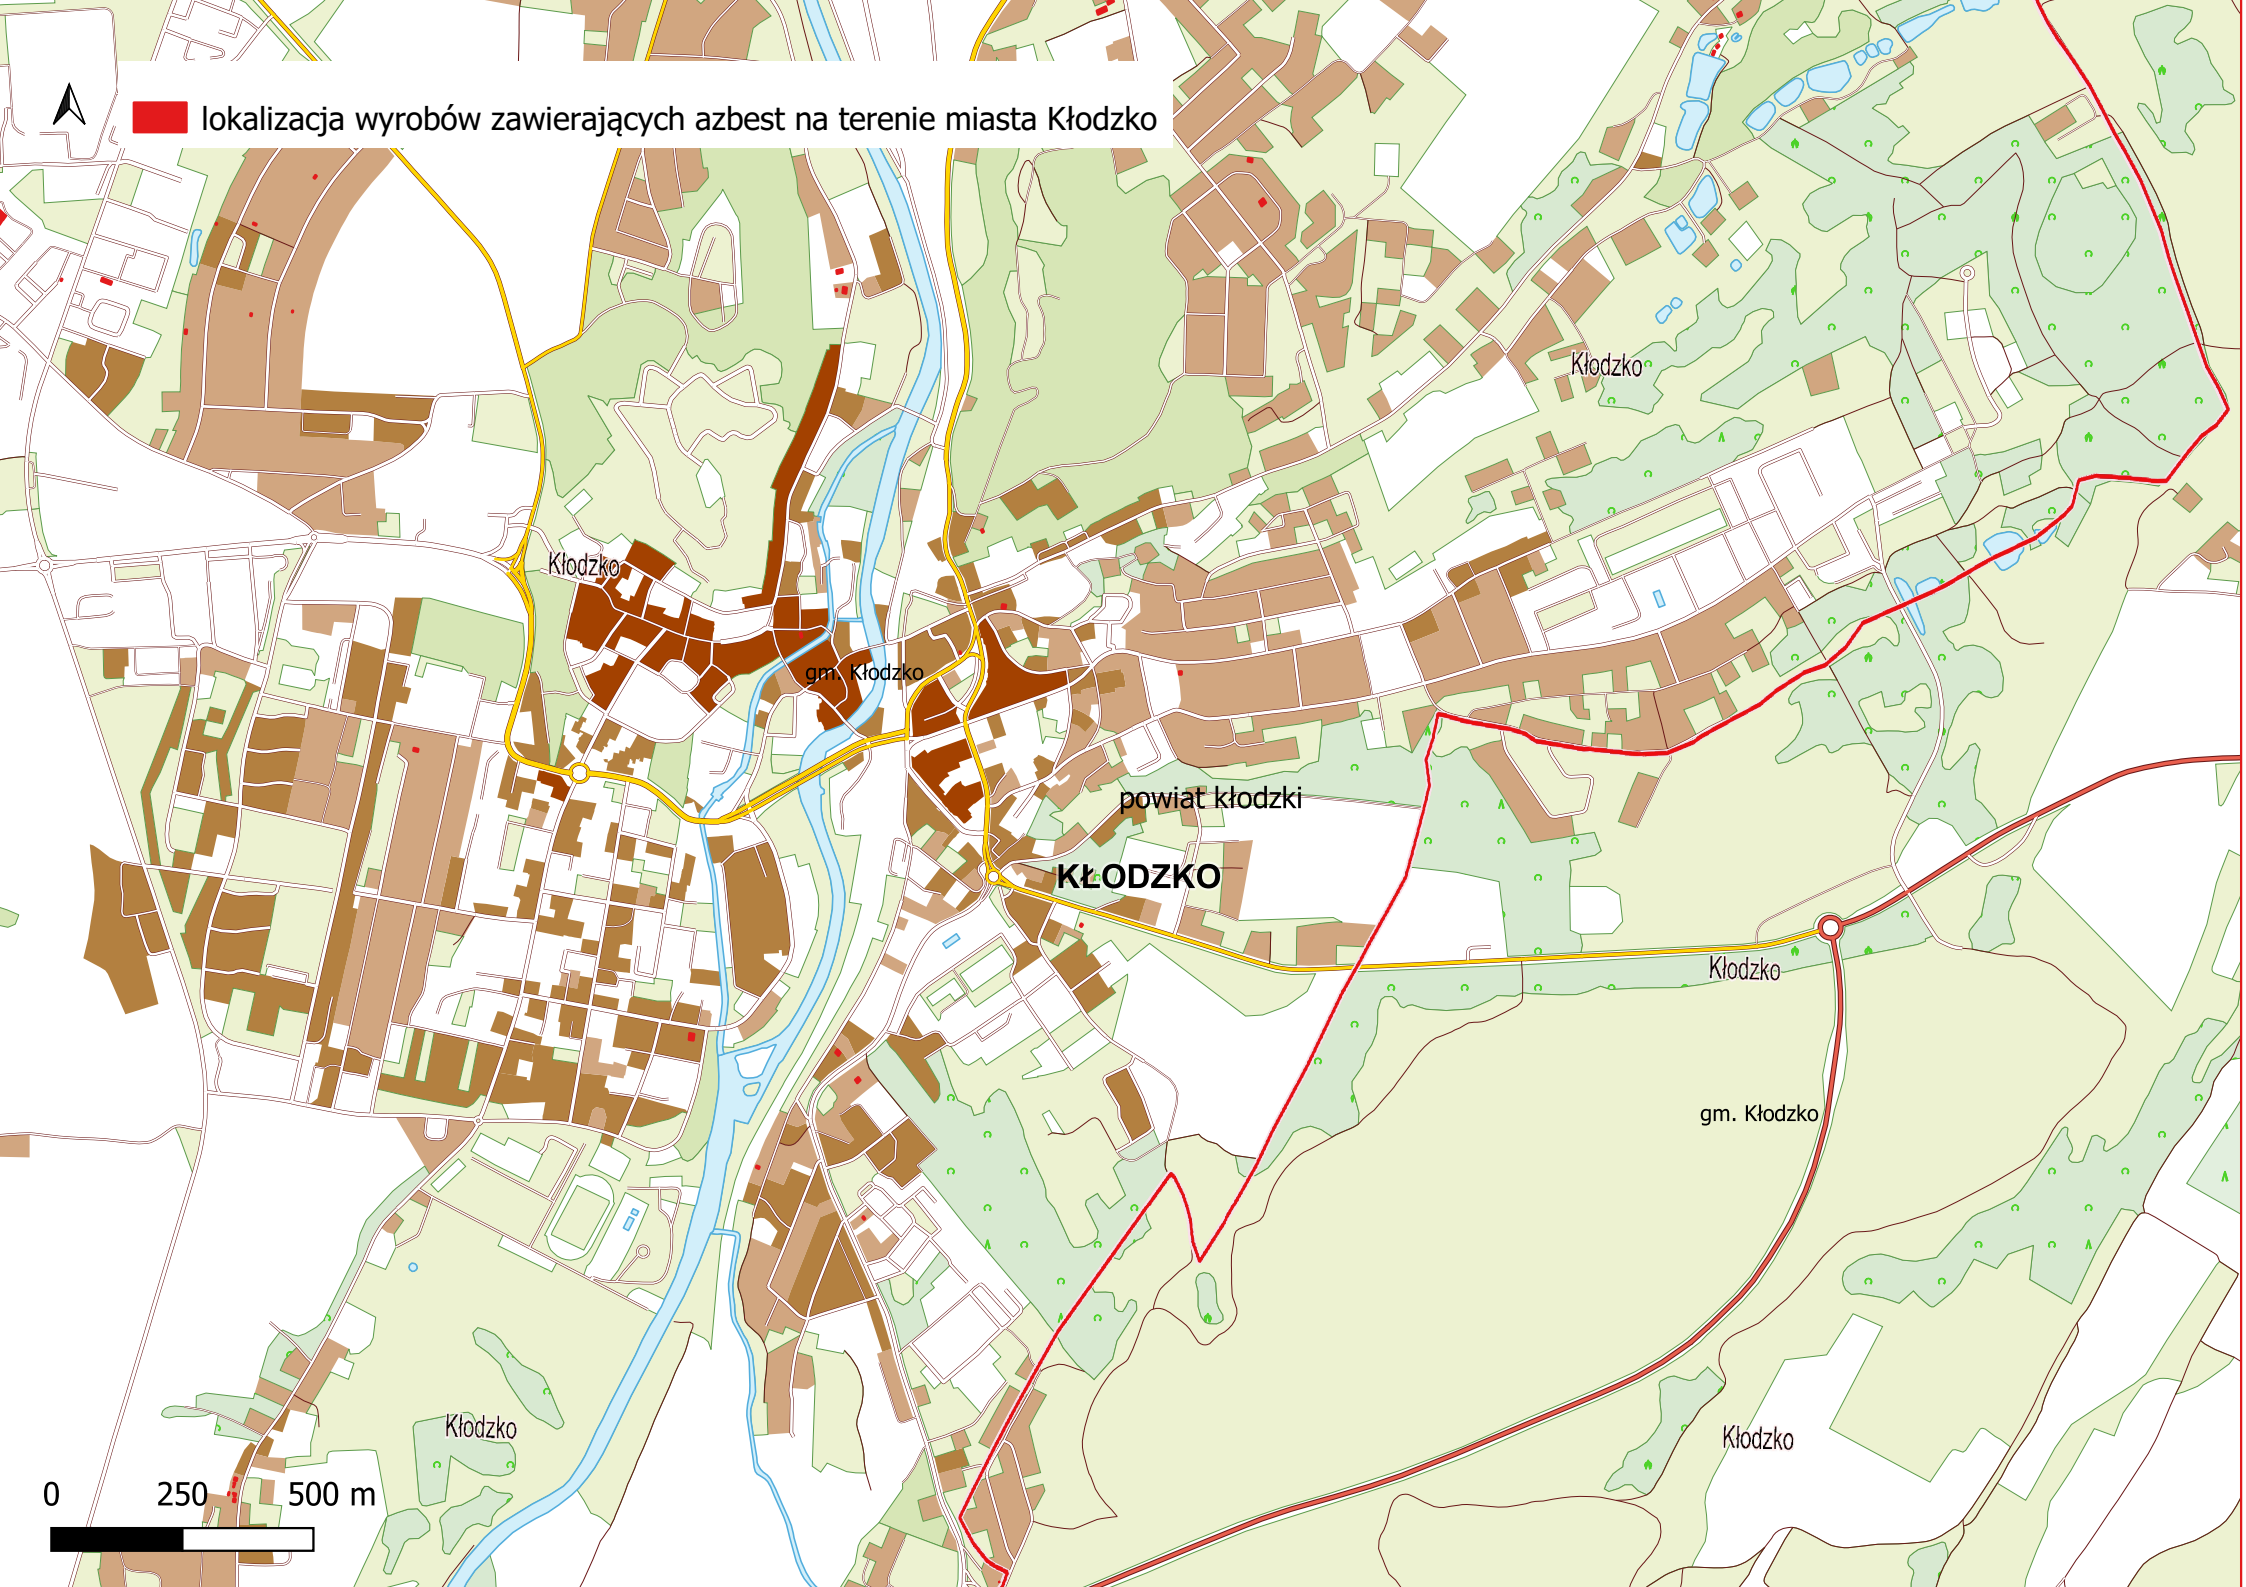 lokalizacja wyrobów zawierających azbest na terenie miasta Kłodzko
Kłodzko
Kłodzko
gm. Kłodzko
powiat kłodzki
KŁODZKO
Kłodzko
gm. Kłodzko
Kłodzko
Kłodzko
0 250 500 m